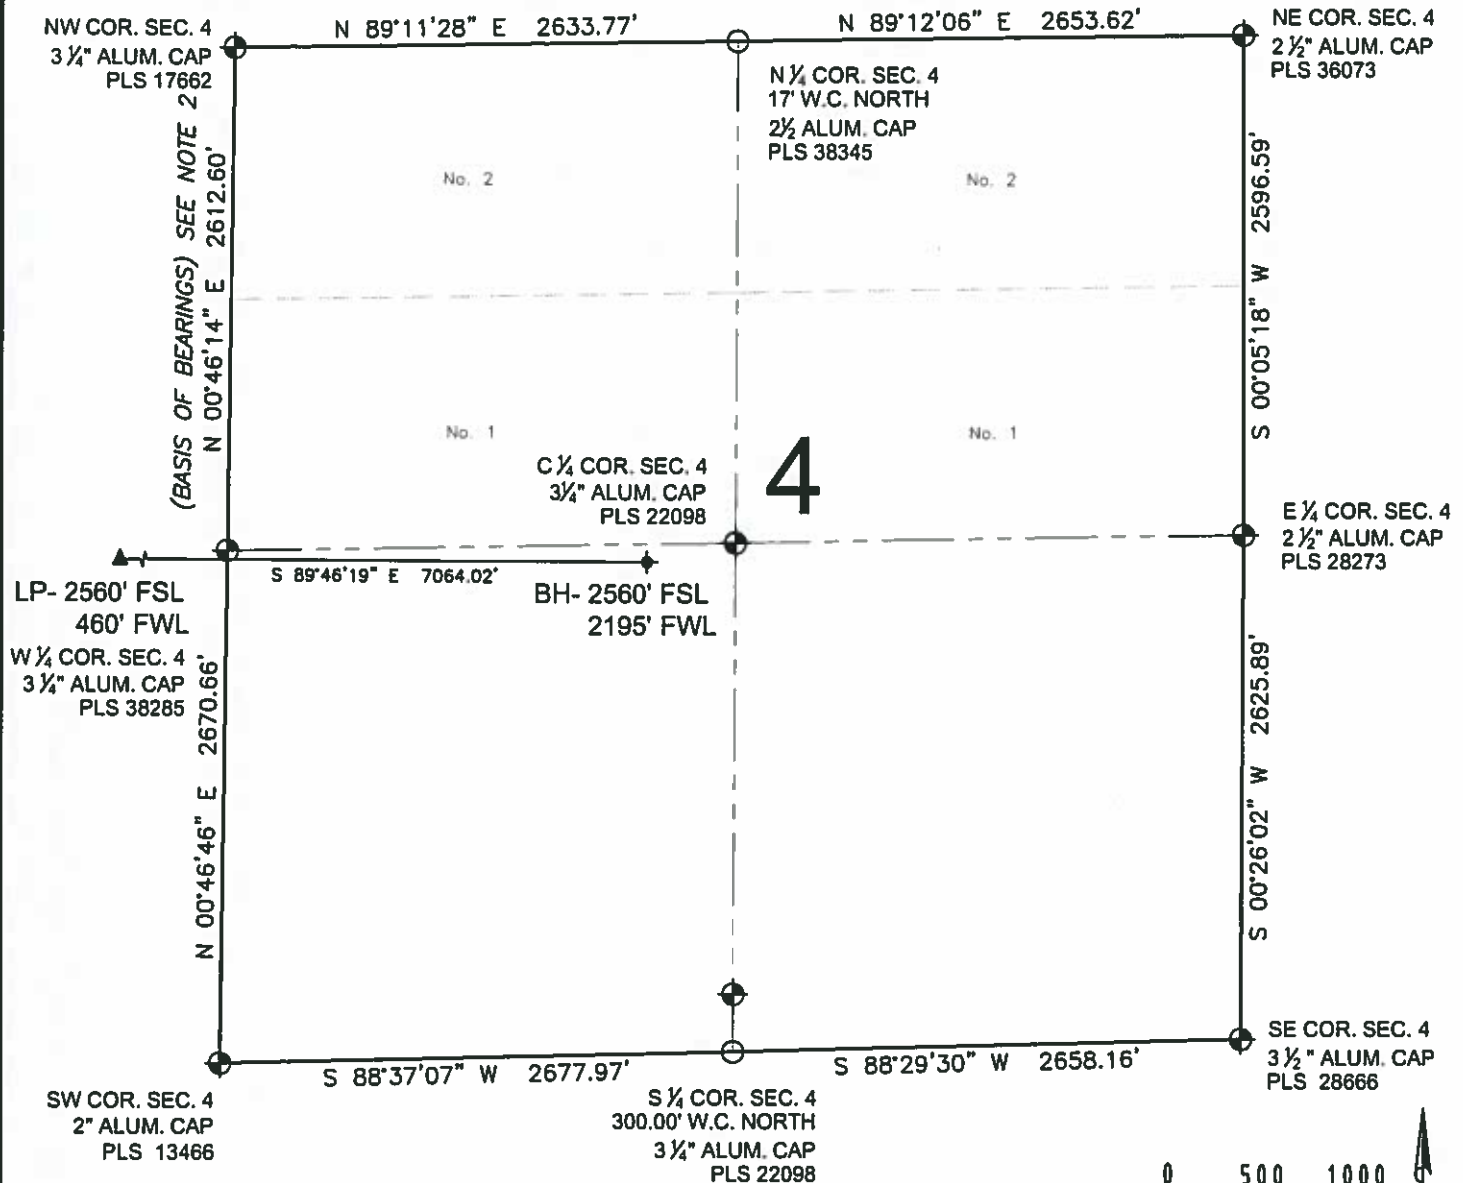 NW COR. SEC. 4
3 ¼" ALUM. CAP
PLS 17662
N 89°11'28" E 2633.77'
N 89°12'06" E 2653.62'
NE COR. SEC. 4
2 ½" ALUM. CAP
PLS 36073
N ¼ COR. SEC. 4
17' W.C. NORTH
2½ ALUM. CAP
PLS 38345
(BASIS OF BEARINGS) SEE NOTE 2
N 00°46'14" E 2612.60'
No. 2
No. 2
S 00°05'18" W 2596.59'
No. 1
No. 1
C ¼ COR. SEC. 4
3¼" ALUM. CAP
PLS 22098
4
E ¼ COR. SEC. 4
2 ½" ALUM. CAP
PLS 28273
S 89°46'19" E 7064.02'
LP- 2560' FSL
460' FWL
BH- 2560' FSL
2195' FWL
W ¼ COR. SEC. 4
3 ¼" ALUM. CAP
PLS 38285
N 00°46'46" E 2670.66'
S 00°26'02" W 2625.89'
S 88°37'07" W 2677.97'
S 88°29'30" W 2658.16'
SE COR. SEC. 4
3 ½" ALUM. CAP
PLS 28666
SW COR. SEC. 4
2" ALUM. CAP
PLS 13466
S ¼ COR. SEC. 4
300.00' W.C. NORTH
3 ¼" ALUM. CAP
PLS 22098
0 500 1000